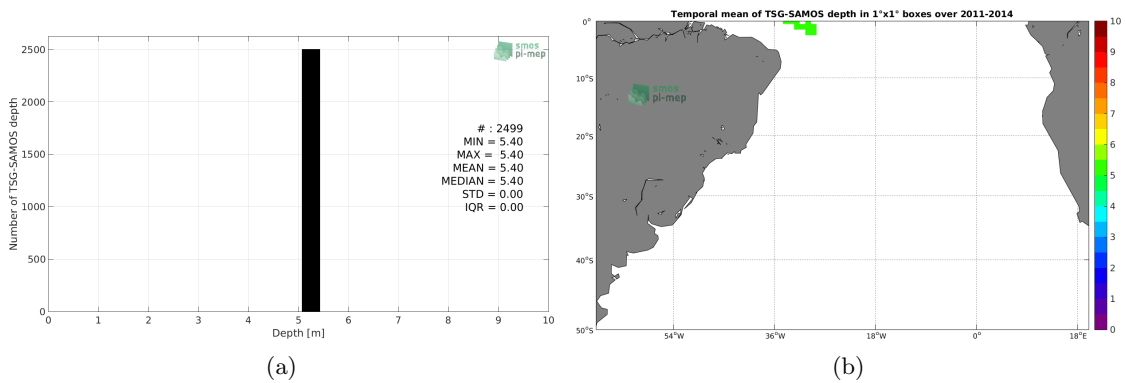 smos
pi-mep
Number of TSG-SAMOS depth
2500
2000
1500
1000
500
0
# : 2499
MIN = 5.40
MAX = 5.40
MEAN = 5.40
MEDIAN = 5.40
STD = 0.00
IQR = 0.00
0 1 2 3 4 5 6 7 8 9 10
Depth [m]
(a)
Temporal mean of TSG-SAMOS depth in 1°x1° boxes over 2011-2014
smos
pi-mep
0°
10°S
20°S
30°S
40°S
50°S
54°W 36°W 18°W 0° 18°E
10
9
8
7
6
5
4
3
2
1
0
(b)